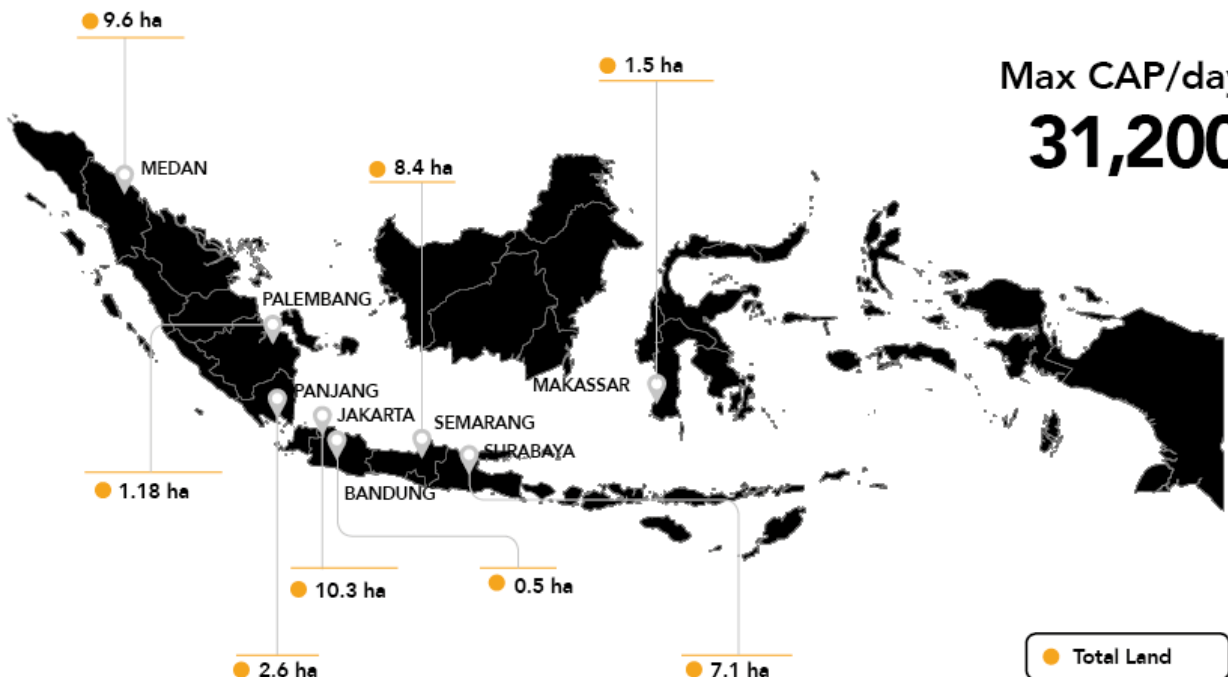 9.6 ha
1.5 ha
Max CAP/day
31,200
MEDAN
8.4 ha
PALEMBANG
PANJANG
MAKASSAR
JAKARTA
SEMARANG
SURABAYA
1.18 ha
BANDUNG
10.3 ha
0.5 ha
2.6 ha
7.1 ha
Total Land